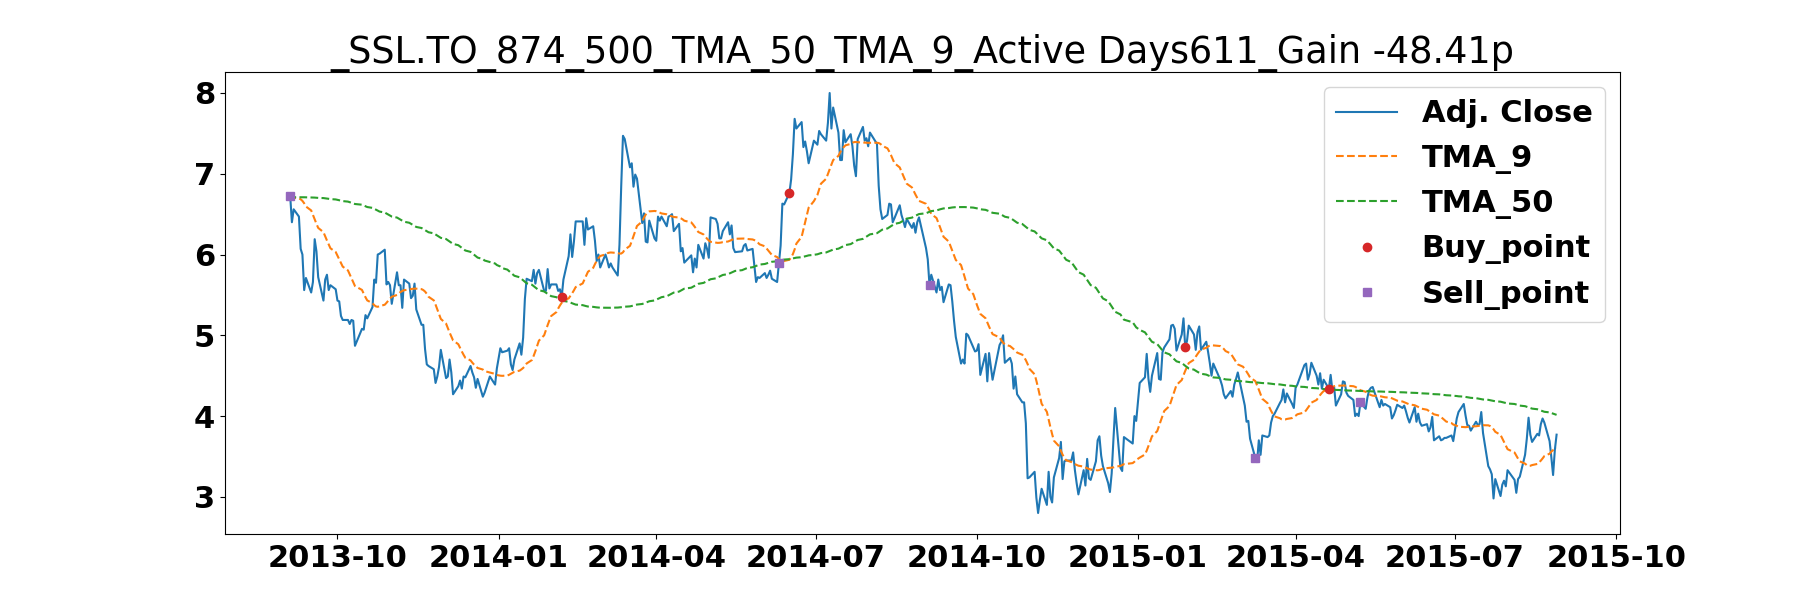 _SSL.TO_874_500_TMA_50_TMA_9_Active Days611_Gain -48.41p
8
7
6
5
4
3
Adj. Close
TMA_9
TMA_50
Buy_point
Sell_point
2013-10 2014-01 2014-04 2014-07 2014-10 2015-01 2015-04 2015-07 2015-10